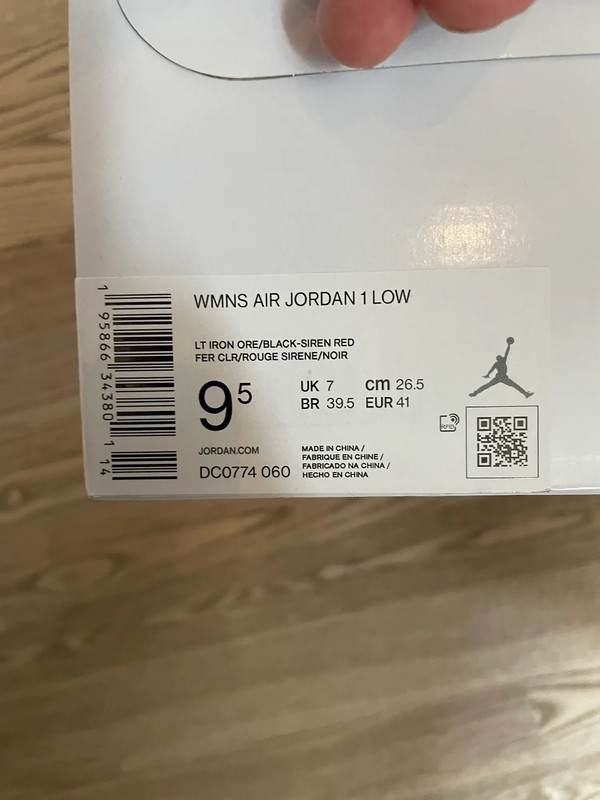 WMNS AIR JORDAN 1 LOW
LT IRON ORE/BLACK-SIREN RED
FER CLR/ROUGE SIRENE/NOIR
9 5
UK 7 cm 26.5
BR 39.5 EUR 41
RFID
JORDAN.COM
DC0774 060
MADE IN CHINA /
FABRIQUE EN CHINE /
FABRICADO NA CHINA /
HECHO EN CHINA
1 95866 34380 1 14